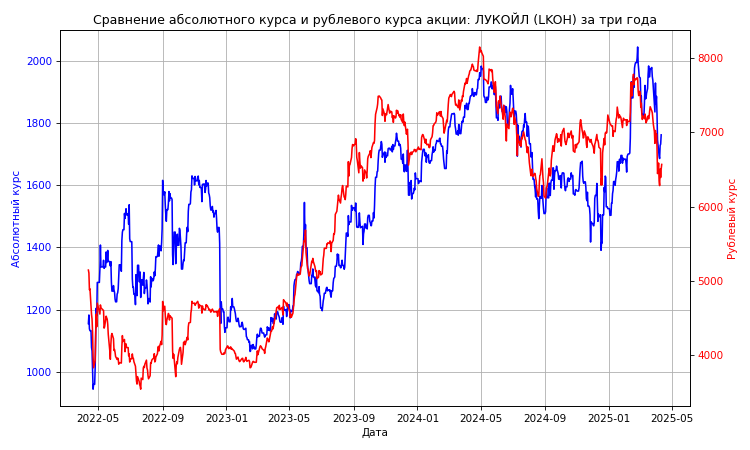 Сравнение абсолютного курса и рублевого курса акции: ЛУКОЙЛ (LKOH) за три года
Абсолютный курс
2000
1800
1600
1400
1200
1000
8000
7000
6000
5000
4000
Рублевый курс
2022-05 2022-09 2023-01 2023-05 2023-09 2024-01 2024-05 2024-09 2025-01 2025-05
Дата